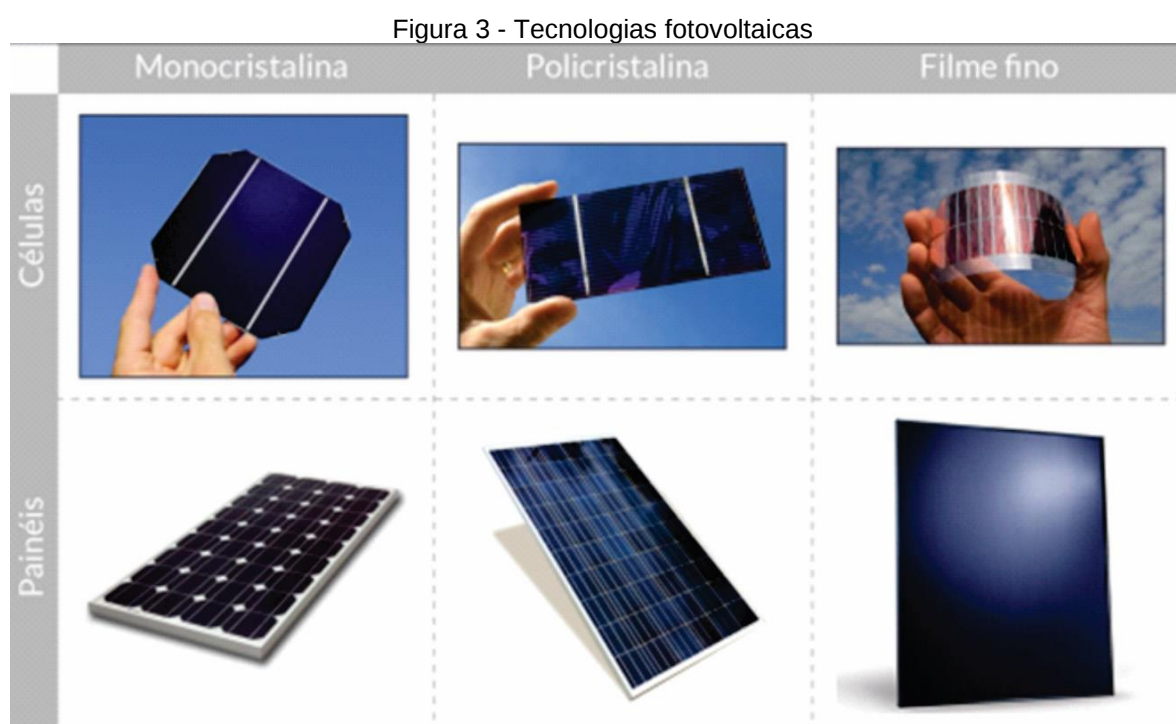 Figura 3 - Tecnologias fotovoltaicas
Monocristalina
Policristalina
Filme fino
Células
Painéis